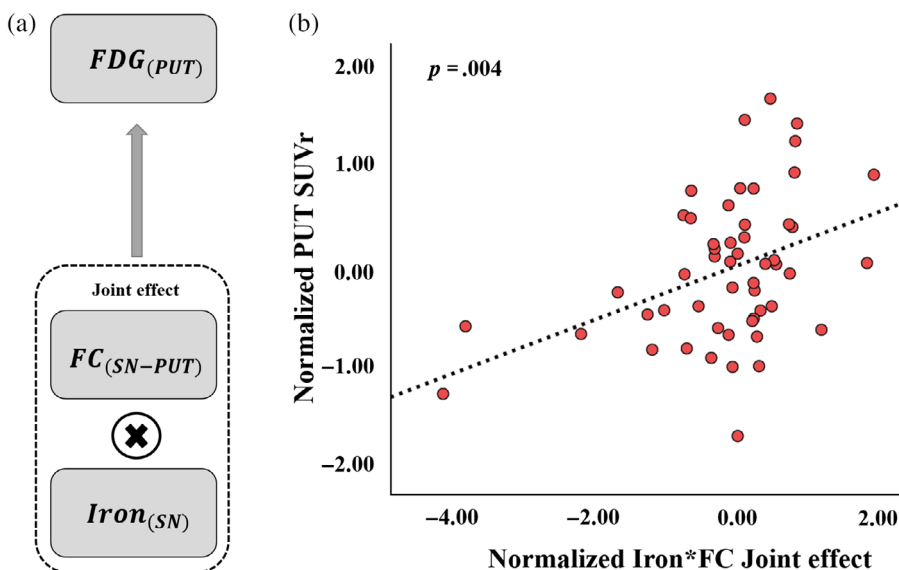 (a)
FDG(PUT)
Joint effect
FC(SN−PUT)
Iron(SN)
(b)
p = .004
Normalized PUT SUVr
2.00
1.00
0.00
−1.00
−2.00
−4.00
−2.00
0.00
2.00
Normalized Iron*FC Joint effect